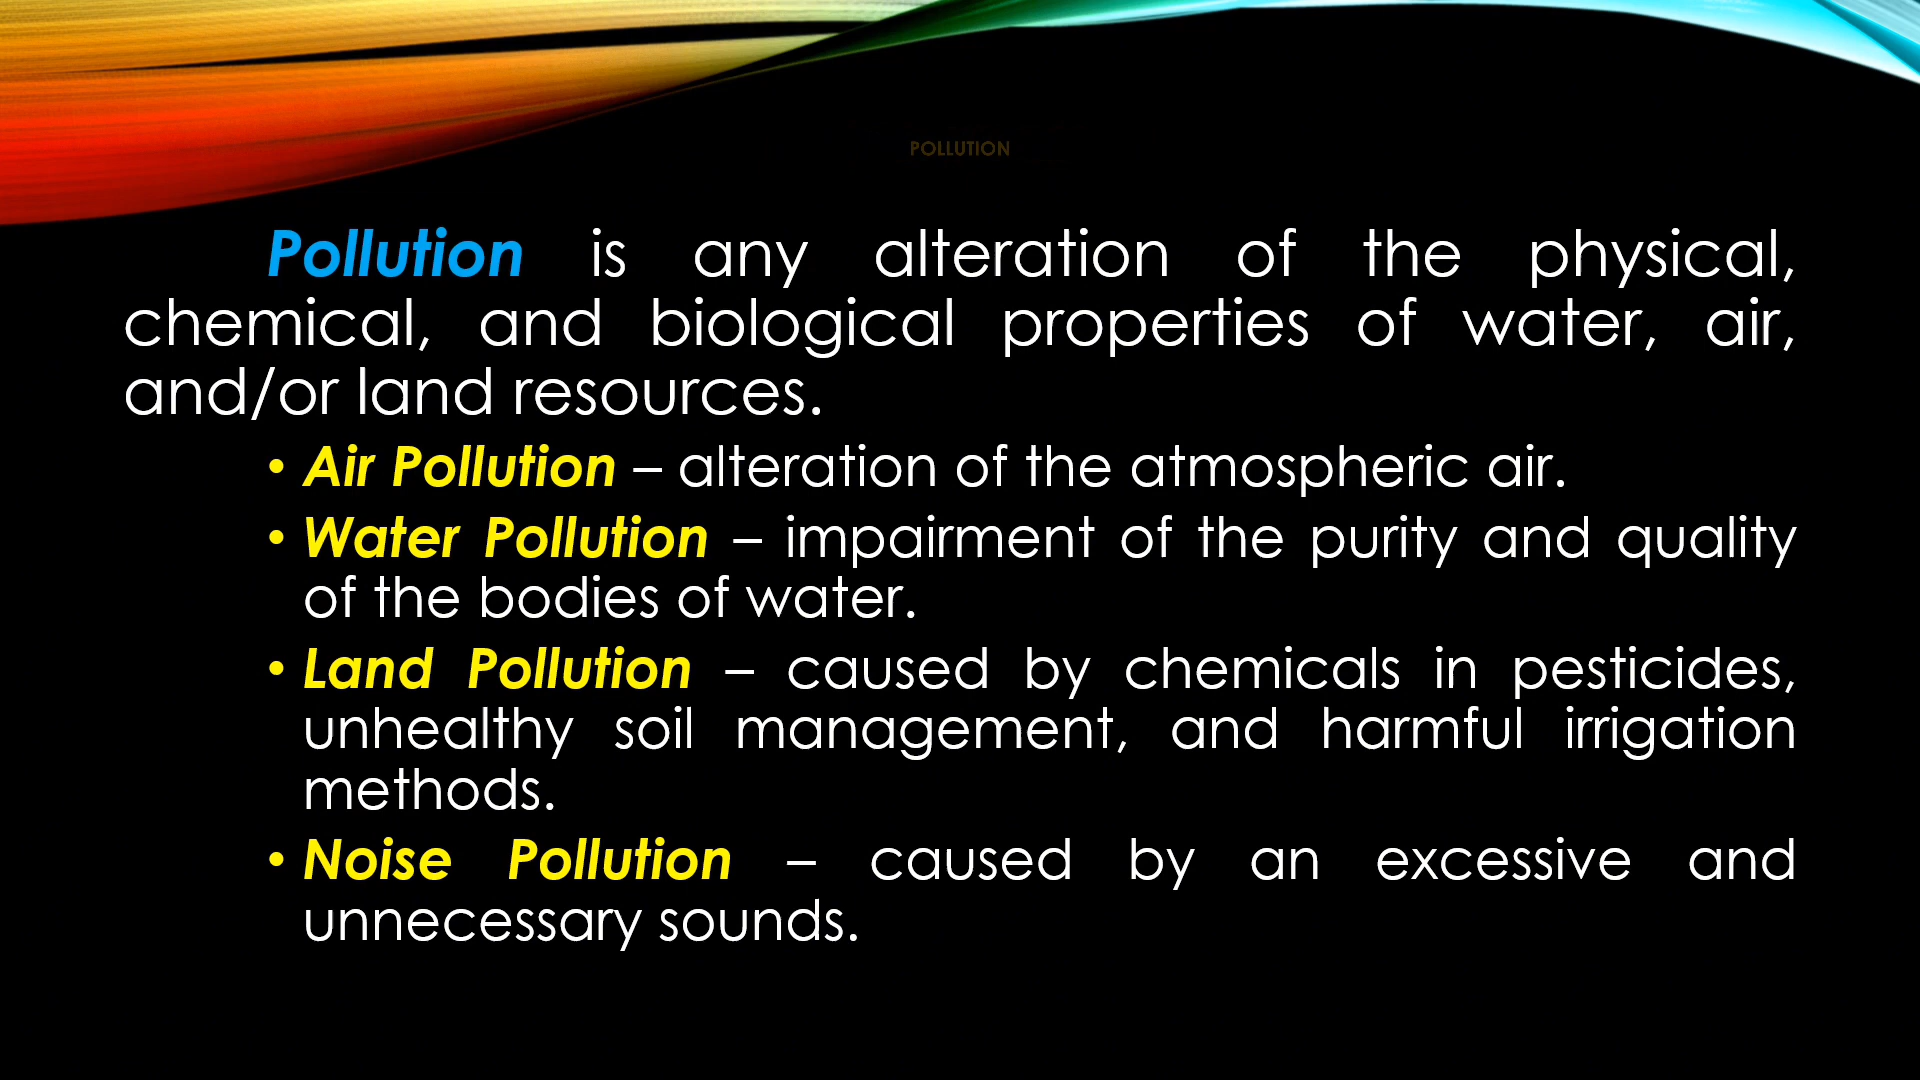 POLLUTION
Pollution is any alteration of the physical,
chemical, and biological properties of water, air,
and/or land resources.
• Air Pollution – alteration of the atmospheric air.
• Water Pollution – impairment of the purity and quality
of the bodies of water.
• Land Pollution – caused by chemicals in pesticides,
unhealthy soil management, and harmful irrigation
methods.
• Noise Pollution – caused by an excessive and
unnecessary sounds.